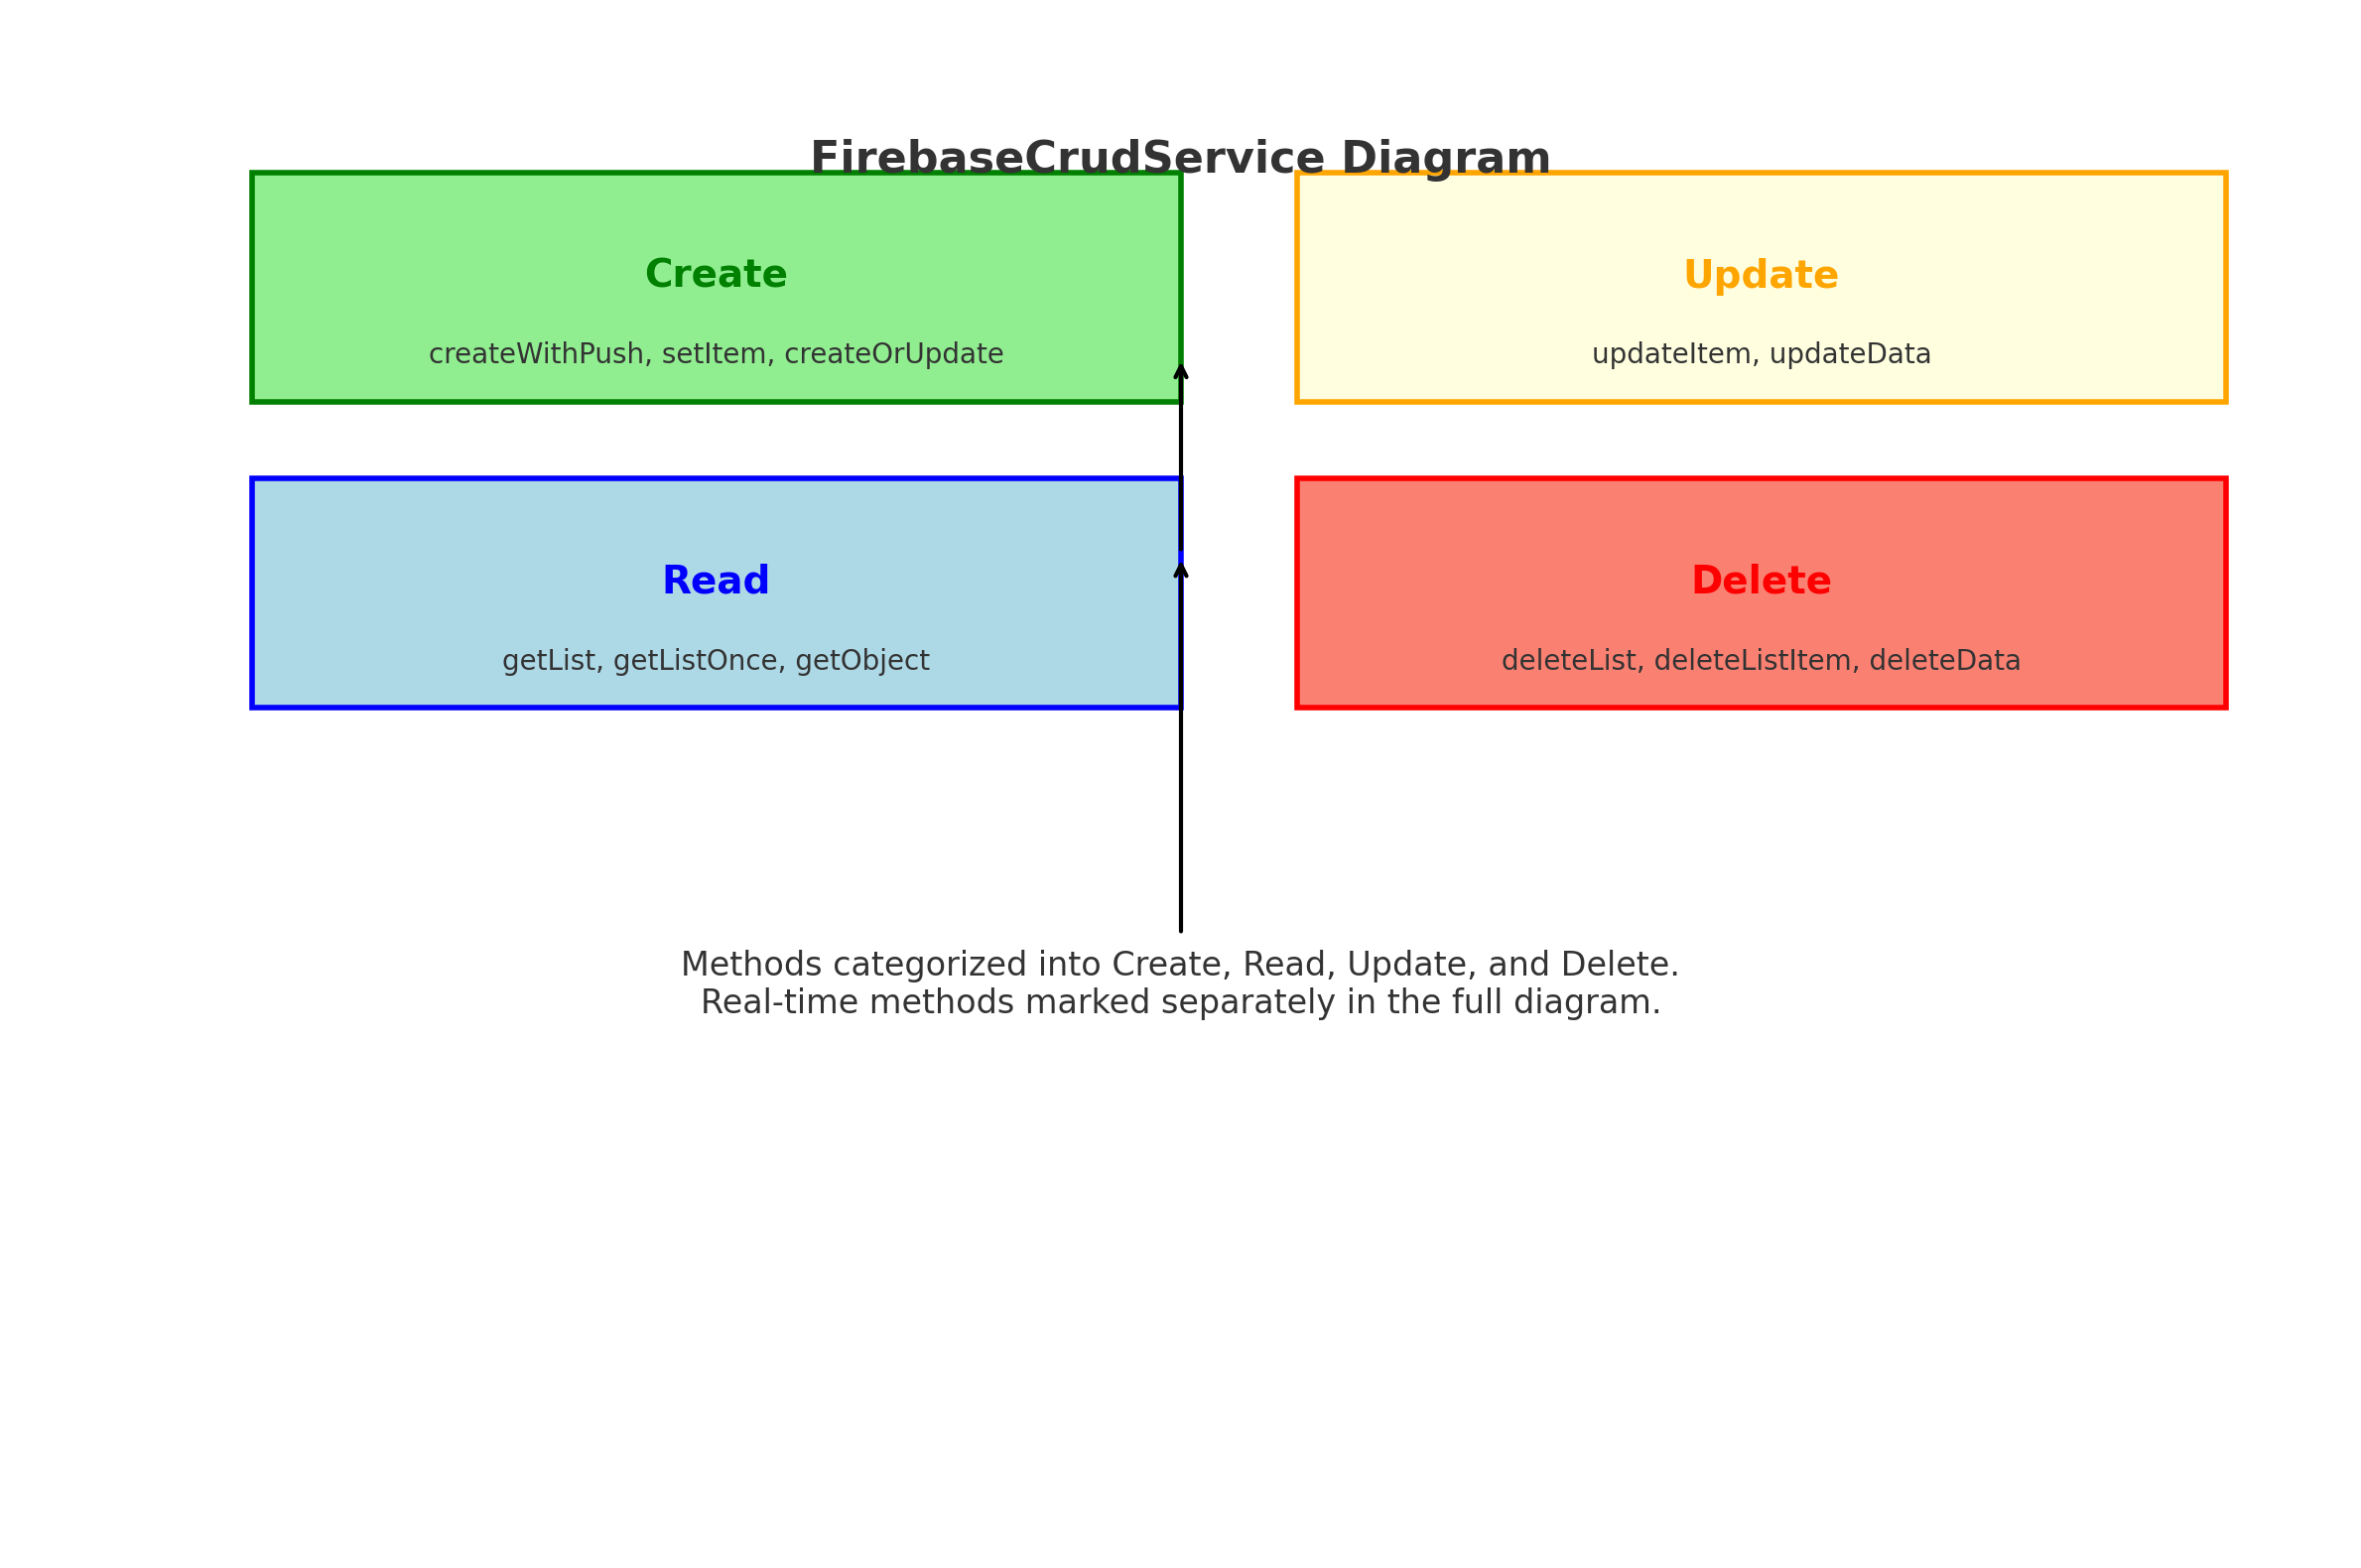 FirebaseCrudService Diagram
Create
createWithPush, setItem, createOrUpdate
Update
updateItem, updateData
Read
getList, getListOnce, getObject
Delete
deleteList, deleteListItem, deleteData
Methods categorized into Create, Read, Update, and Delete.
Real-time methods marked separately in the full diagram.